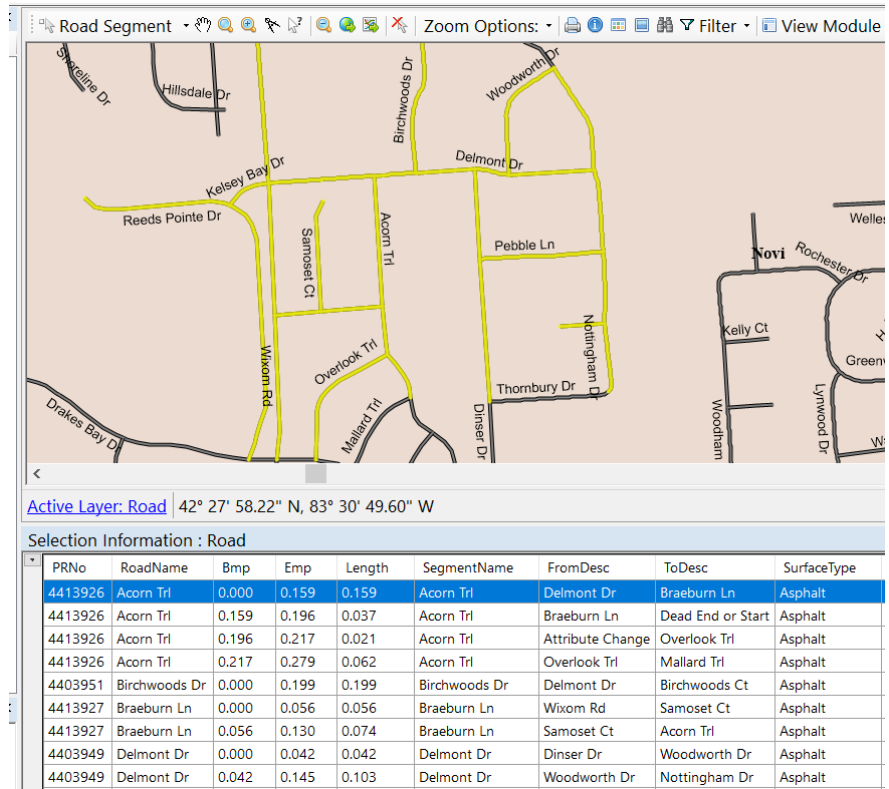 Road Segment Zoom Options: Filter View Module
Shoreline Dr
Hillsdale Dr
Birchwoods Dr
Woodworth Dr
Delmont Dr
Kelsey Bay Dr
Reeds Pointe Dr
Samoset Ct
Acorn Trl
Pebble Ln
Welles
Novi
Rochester Dr
Nottingham Dr
Kelly Ct
Wixom Rd
Overlook Trl
Greenw
Thornbury Dr
Drakes Bay Dr
Mallard Trl
Dinser Dr
Woodham
Lynwood Dr
Active Layer: Road 42° 27' 58.22" N, 83° 30' 49.60" W
Selection Information : Road
PRNo RoadName Bmp Emp Length SegmentName FromDesc ToDesc SurfaceType
4413926 Acorn Trl 0.000 0.159 0.159 Acorn Trl Delmont Dr Braeburn Ln Asphalt
4413926 Acorn Trl 0.159 0.196 0.037 Acorn Trl Braeburn Ln Dead End or Start Asphalt
4413926 Acorn Trl 0.196 0.217 0.021 Acorn Trl Attribute Change Overlook Trl Asphalt
4413926 Acorn Trl 0.217 0.279 0.062 Acorn Trl Overlook Trl Mallard Trl Asphalt
4403951 Birchwoods Dr 0.000 0.199 0.199 Birchwoods Dr Delmont Dr Birchwoods Ct Asphalt
4413927 Braeburn Ln 0.000 0.056 0.056 Braeburn Ln Wixom Rd Samoset Ct Asphalt
4413927 Braeburn Ln 0.056 0.130 0.074 Braeburn Ln Samoset Ct Acorn Trl Asphalt
4403949 Delmont Dr 0.000 0.042 0.042 Delmont Dr Dinser Dr Woodworth Dr Asphalt
4403949 Delmont Dr 0.042 0.145 0.103 Delmont Dr Woodworth Dr Nottingham Dr Asphalt